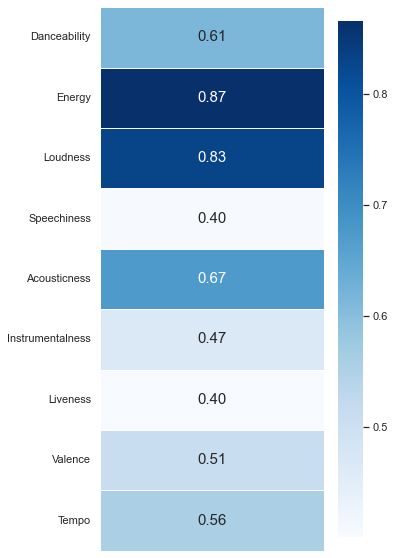 Danceability 0.61
Energy 0.87
Loudness 0.83
Speechiness 0.40
Acousticness 0.67
Instrumentalness 0.47
Liveness 0.40
Valence 0.51
Tempo 0.56
0.8
0.7
0.6
0.5